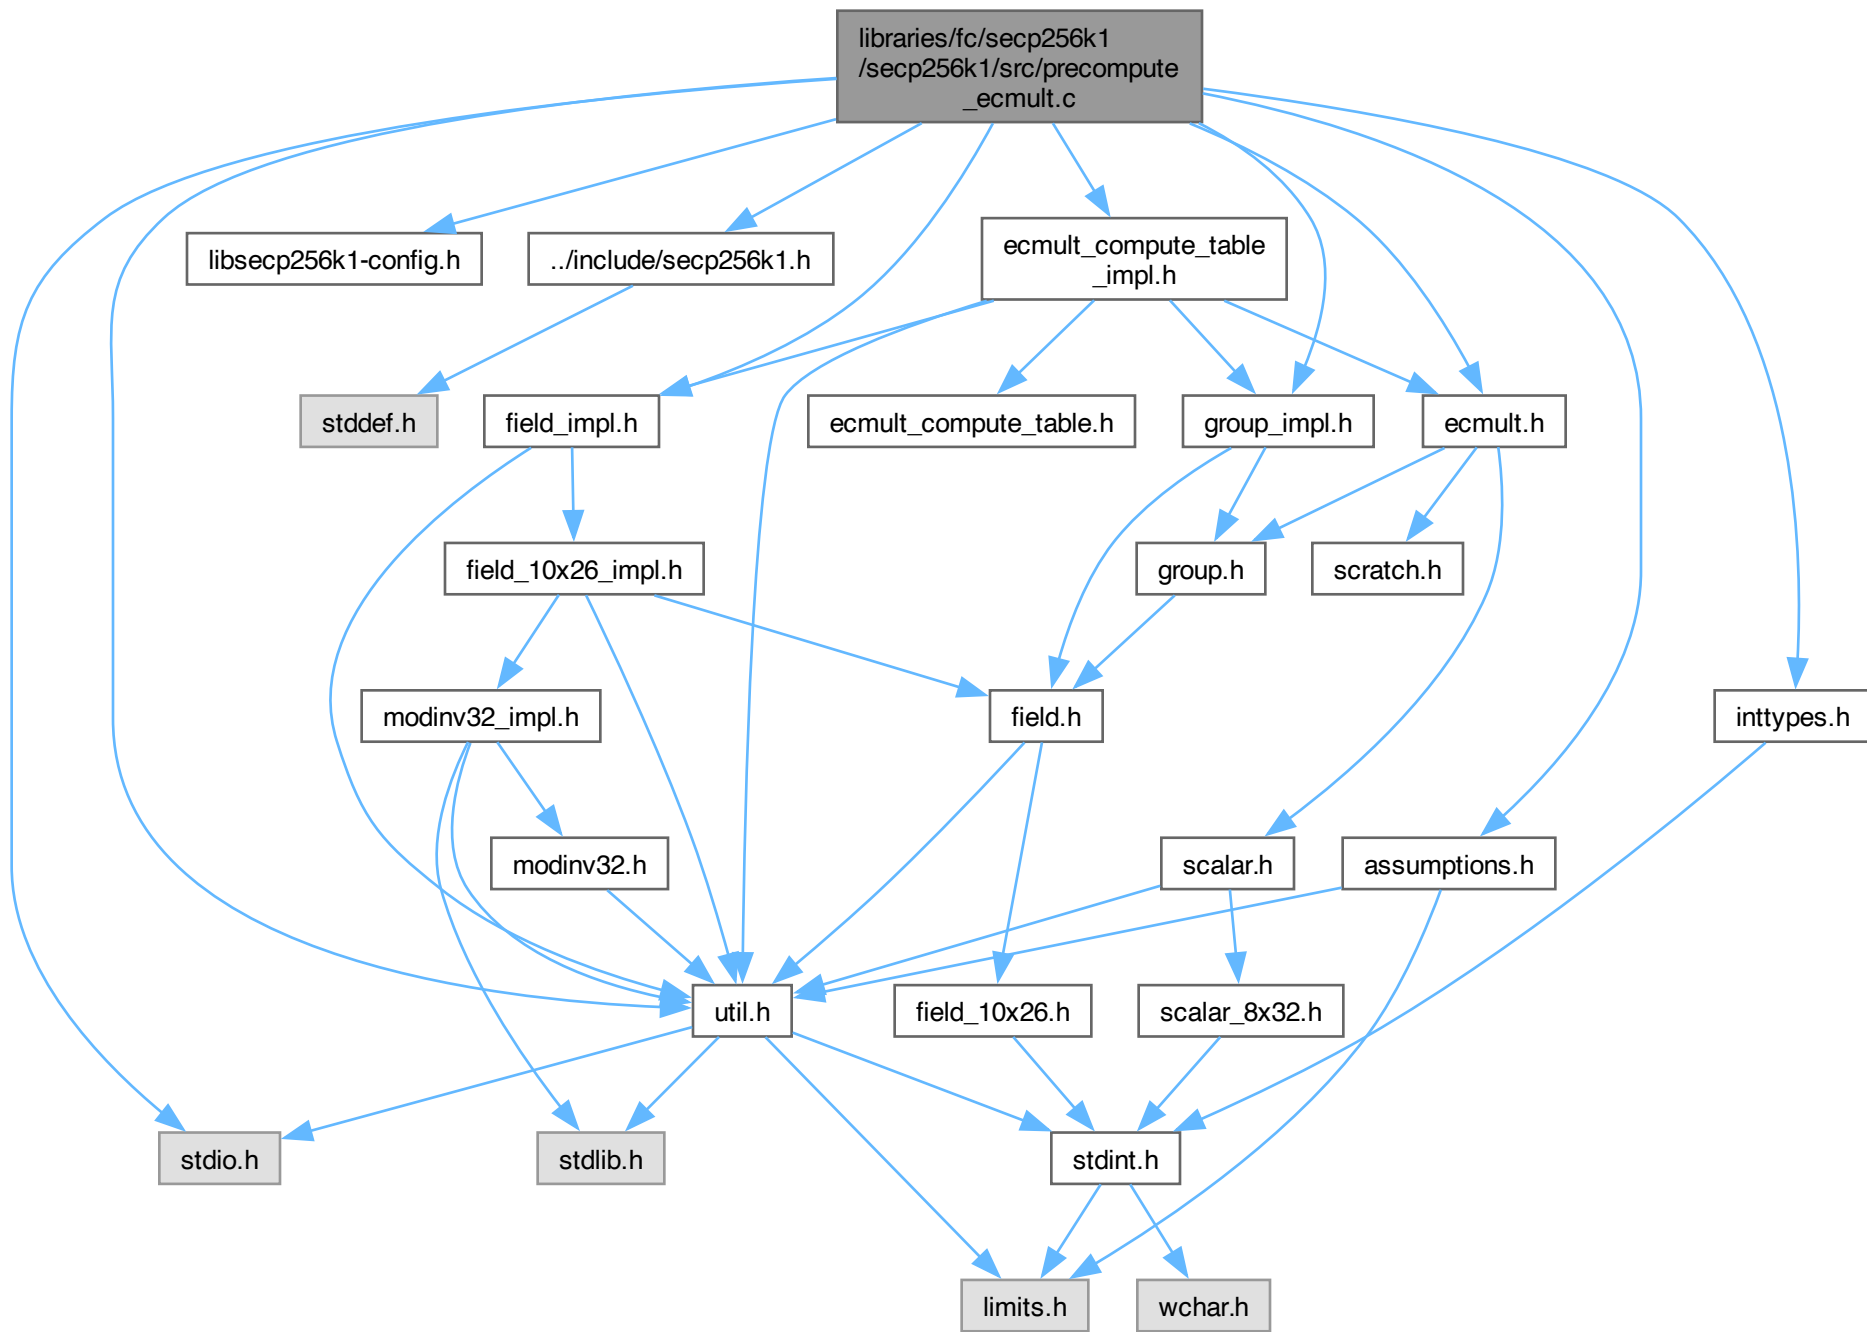 libraries/fc/secp256k1
/secp256k1/src/precompute
_ecmult.c
libsecp256k1-config.h
../include/secp256k1.h
ecmult_compute_table
_impl.h
stddef.h
field_impl.h
ecmult_compute_table.h
group_impl.h
ecmult.h
field_10x26_impl.h
group.h
scratch.h
modinv32_impl.h
field.h
inttypes.h
modinv32.h
scalar.h
assumptions.h
util.h
field_10x26.h
scalar_8x32.h
stdio.h
stdlib.h
stdint.h
limits.h
wchar.h